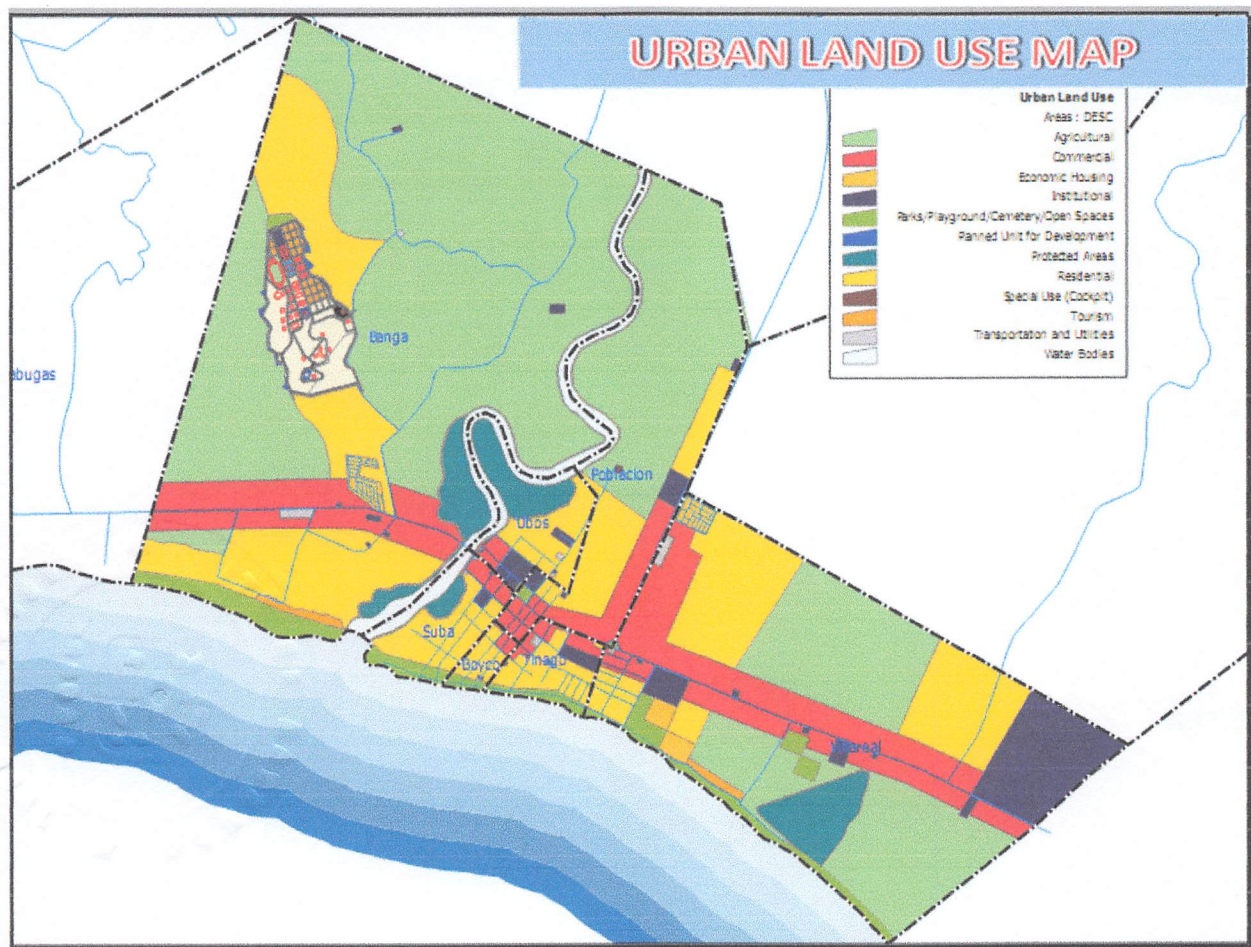 URBAN LAND USE MAP
Urban Land Use
Areas : DESC
Agricultural
Commercial
Economic Housing
Institutional
Parks/Playground/Cemetery/Open Spaces
Planned Unit for Development
Protected Areas
Residential
Special Use (Cockpit)
Tourism
Transportation and Utilities
Water Bodies
Banga
abugas
Poblacion
Ubos
Suba